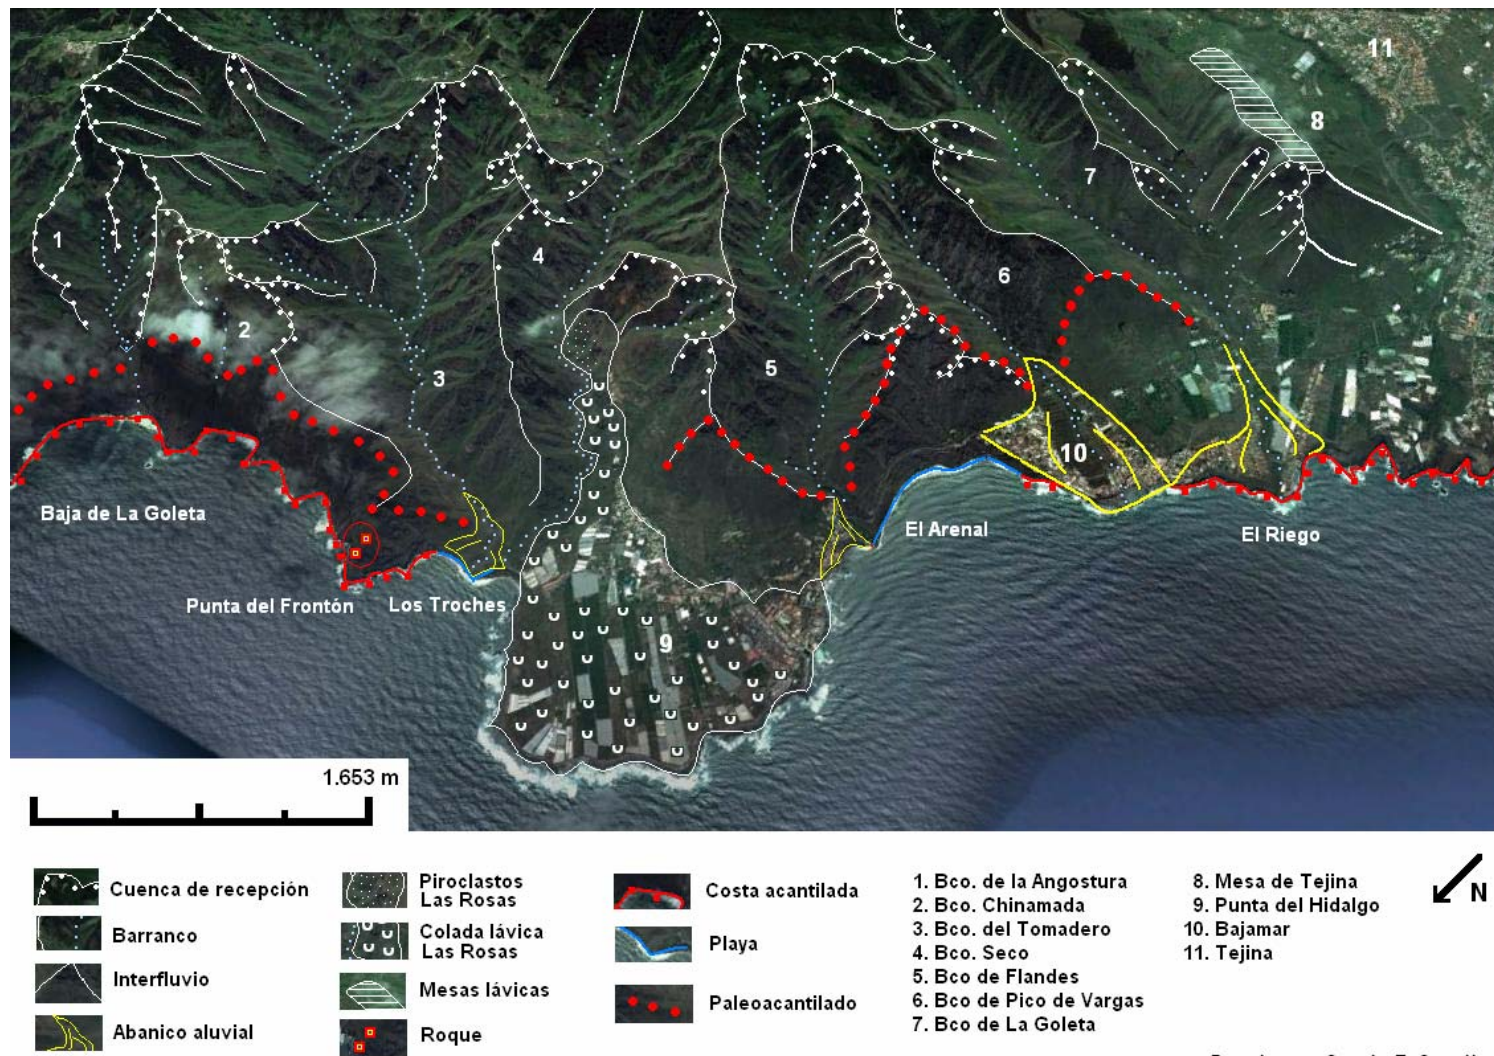 11
8
7
1
4
6
2
3
5
10
Baja de La Goleta
El Arenal
El Riego
Punta del Frontón
Los Troches
9
1.653 m
Cuenca de recepción
Barranco
Interfluvio
Abanico aluvial
Piroclastos
Las Rosas
Colada lávica
Las Rosas
Mesas lávicas
Roque
Costa acantilada
Playa
Paleoacantilado
1. Bco. de la Angostura
2. Bco. Chinamada
3. Bco. del Tomadero
4. Bco. Seco
5. Bco de Flandes
6. Bco de Pico de Vargas
7. Bco de La Goleta
8. Mesa de Tejina
9. Punta del Hidalgo
10. Bajamar
11. Tejina
N